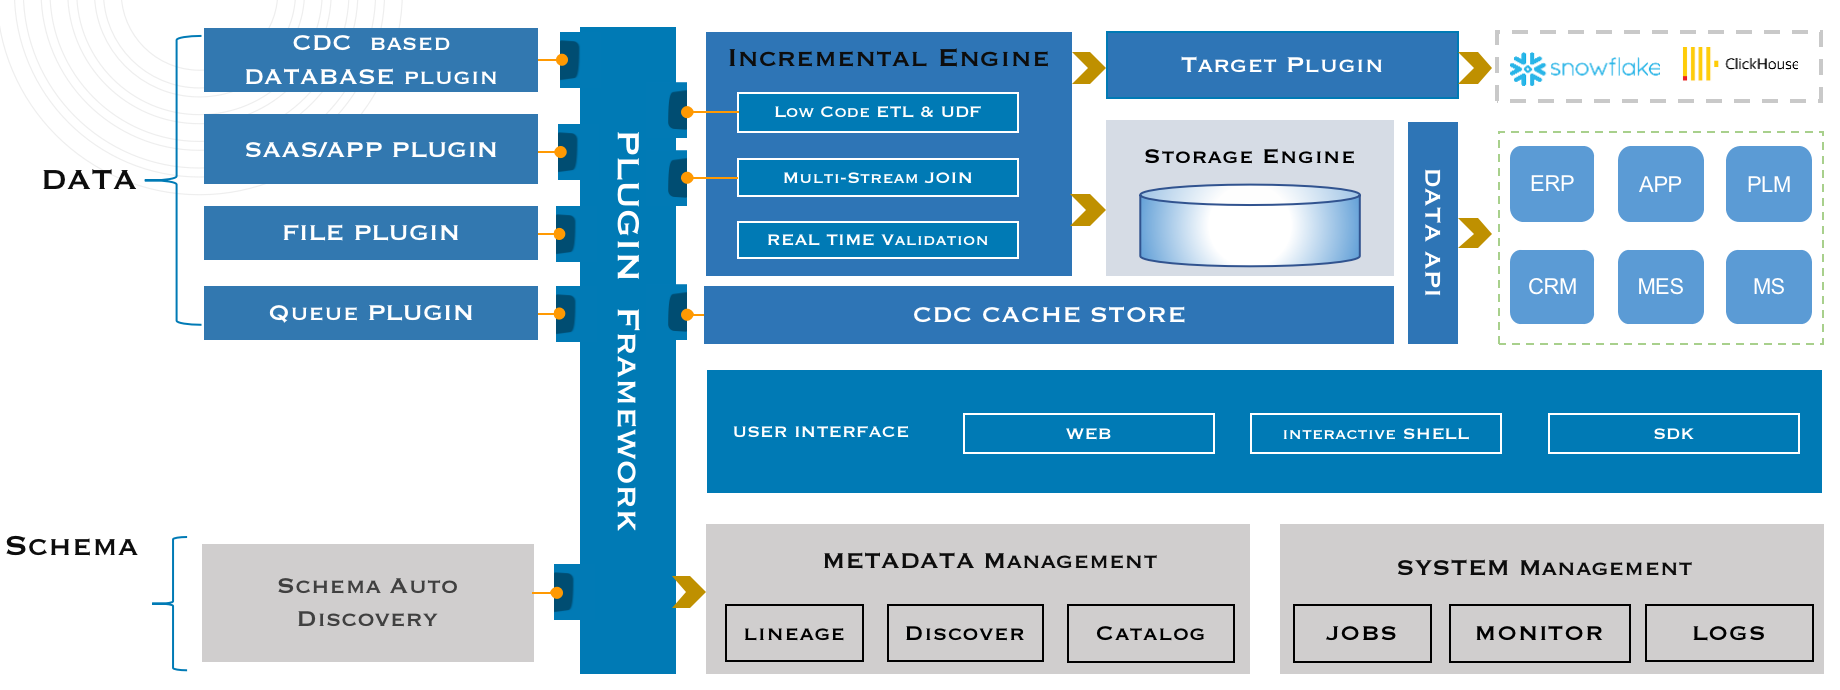 DATA
CDC BASED
DATABASE PLUGIN
SAAS/APP PLUGIN
FILE PLUGIN
QUEUE PLUGIN
PLUGIN FRAMEWORK
INCREMENTAL ENGINE
LOW CODE ETL & UDF
MULTI-STREAM JOIN
REAL TIME VALIDATION
TARGET PLUGIN
snowflake
ClickHouse
STORAGE ENGINE
DATA API
ERP
APP
PLM
CRM
MES
MS
CDC CACHE STORE
USER INTERFACE
WEB
INTERACTIVE SHELL
SDK
SCHEMA
SCHEMA AUTO
DISCOVERY
METADATA MANAGEMENT
LINEAGE
DISCOVER
CATALOG
SYSTEM MANAGEMENT
JOBS
MONITOR
LOGS